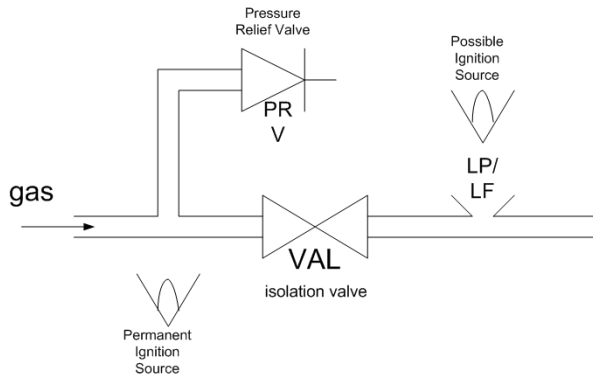 Pressure
Relief Valve
PR
V
Possible
Ignition
Source
LP/
LF
gas
VAL
isolation valve
Permanent
Ignition
Source